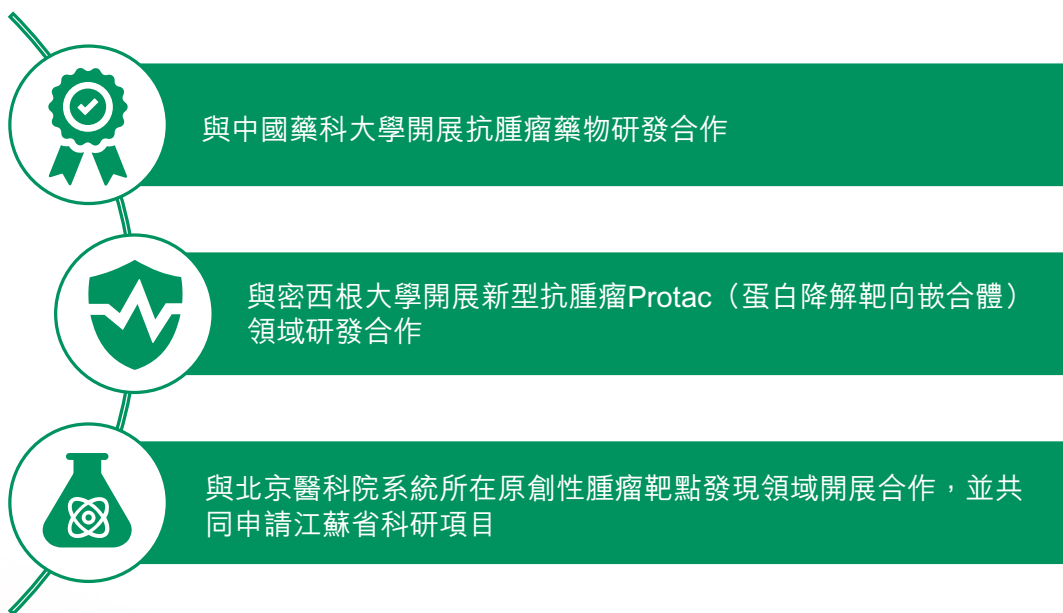 與中國藥科大學開展抗腫瘤藥物研發合作
與密西根大學開展新型抗腫瘤Protac（蛋白降解靶向嵌合體）
領域研發合作
與北京醫科院系統所在原創性腫瘤靶點發現領域開展合作，並共
同申請江蘇省科研項目